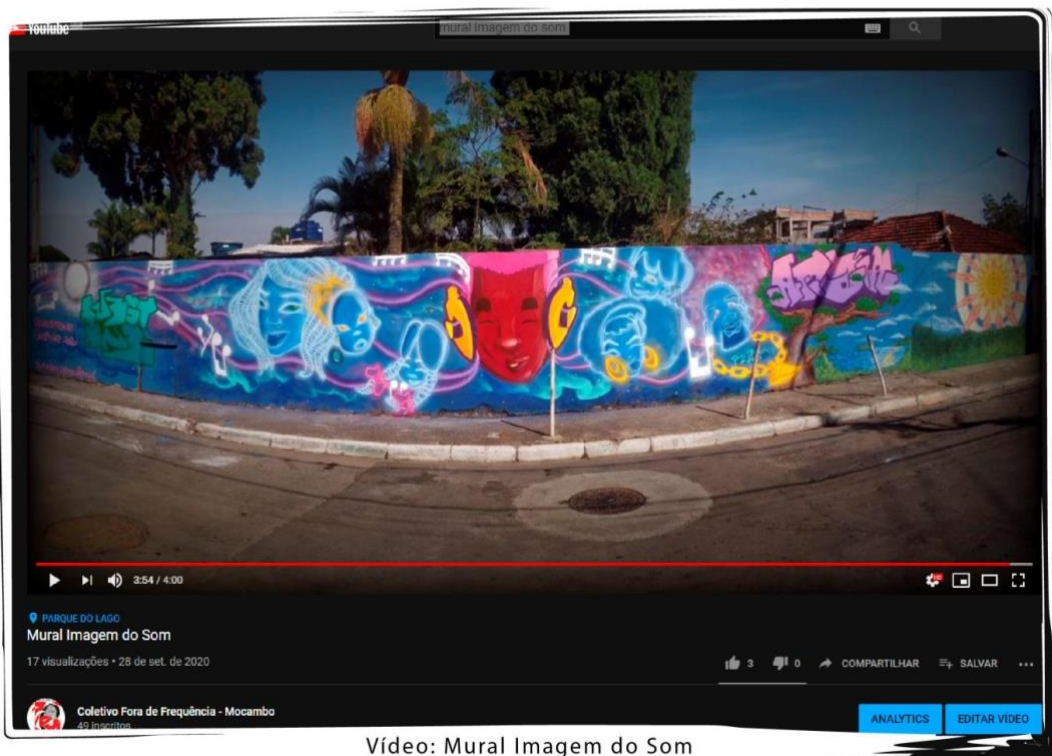 YouTube
mural imagem do som
3:54 / 4:00
PARQUE DO LAGO
Mural Imagem do Som
17 visualizações • 28 de set. de 2020
3
0
COMPARTILHAR
SALVAR
Coletivo Fora de Frequência - Mocambo
49 inscritos
ANALYTICS
EDITAR VÍDEO
Vídeo: Mural Imagem do Som